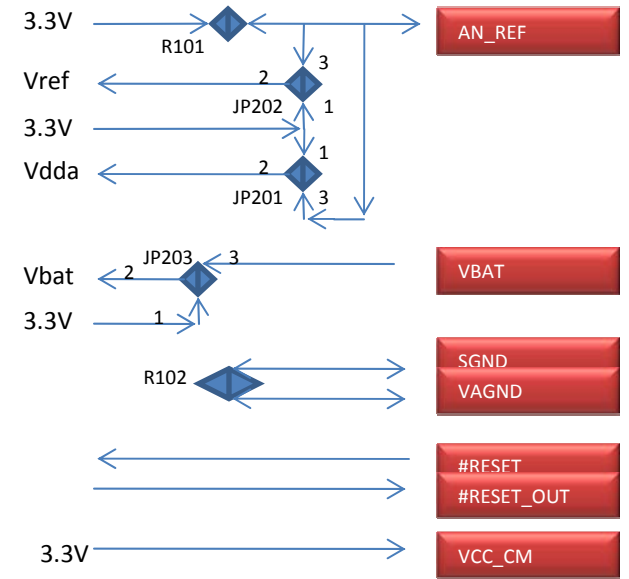 3.3V
AN_REF
R101
3
Vref
2
JP202
1
3.3V
1
Vdda
2
JP201
3
JP203
3
VBAT
Vbat
2
3.3V
1
SGND
R102
VAGND
#RESET
#RESET_OUT
3.3V
VCC_CM